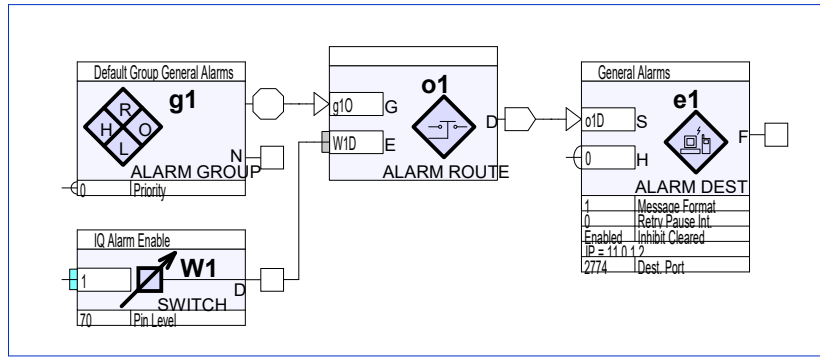 Default Group General Alarms
g1
R
H O
L
N
ALARM GROUP
0 Priority
o1
g1O G
W1D E
D
ALARM ROUTE
General Alarms
e1
o1D S
0 H
F
ALARM DEST
1 Message Format
0 Retry Pause Int.
Enabled Inhibit Cleared
IP = 11.0.1.2
2774 Dest. Port
IQ Alarm Enable
W1
1
D
SWITCH
70 Pin Level